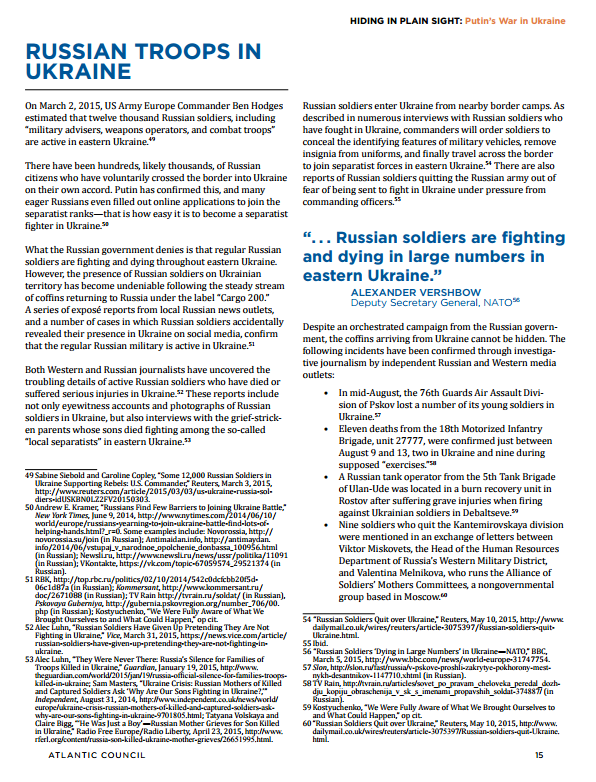 HIDING IN PLAIN SIGHT: Putin's War in Ukraine
RUSSIAN TROOPS IN
UKRAINE
On March 2, 2015, US Army Europe Commander Ben Hodges
estimated that twelve thousand Russian soldiers, including
"military advisers, weapons operators, and combat troops"
are active in eastern Ukraine.49
There have been hundreds, likely thousands, of Russian
citizens who have voluntarily crossed the border into Ukraine
on their own accord. Putin has confirmed this, and many
eager Russians even filled out online applications to join the
separatist ranks—that is how easy it is to become a separatist
fighter in Ukraine.50
What the Russian government denies is that regular Russian
soldiers are fighting and dying throughout eastern Ukraine.
However, the presence of Russian soldiers on Ukrainian
territory has become undeniable following the steady stream
of coffins returning to Russia under the label "Cargo 200."
A series of exposé reports from local Russian news outlets,
and a number of cases in which Russian soldiers accidentally
revealed their presence in Ukraine on social media, confirm
that the regular Russian military is active in Ukraine.51
Both Western and Russian journalists have uncovered the
troubling details of active Russian soldiers who have died or
suffered serious injuries in Ukraine.52 These reports include
not only eyewitness accounts and photographs of Russian
soldiers in Ukraine, but also interviews with the grief-strick-
en parents whose sons died fighting among the so-called
"local separatists" in eastern Ukraine.53
49 Sabine Siebold and Caroline Copley, "Some 12,000 Russian Soldiers in
Ukraine Supporting Rebels: U.S. Commander," Reuters, March 3, 2015,
http://www.reuters.com/article/2015/03/03/us-ukraine-russia-sol-
diers-idUSKBN0LZ2FV20150303.
50 Andrew E. Kramer, "Russians Find Few Barriers to Joining Ukraine Battle,"
New York Times, June 9, 2014, http://www.nytimes.com/2014/06/10/
world/europe/russians-yearning-to-join-ukraine-battle-find-lots-of-
helping-hands.html?_r=0. Some examples include: Novorossia, http://
novorossia.su/join (in Russian); Antimaidan.info, http://antimaydan.
info/2014/06/vstupaj_v_narodnoe_opolchenie_donbassa_100956.html
(in Russian); Newsli.ru, http://www.newsli.ru/news/ussr/politika/11091
(in Russian); VKontakte, https://vk.com/topic-67059574_29521374 (in
Russian).
51 RBK, http://top.rbc.ru/politics/02/10/2014/542c0dcfcbb20f5d-
06c1d87a (in Russian); Kommersant, http://www.kommersant.ru/
doc/2671088 (in Russian); TV Rain http://tvrain.ru/soldat/ (in Russian),
Pskovaya Guberniya, http://gubernia.pskovregion.org/number_706/00.
php (in Russian); Kostyuchenko, "We Were Fully Aware of What We
Brought Ourselves to and What Could Happen," op cit.
52 Alec Luhn, "Russian Soldiers Have Given Up Pretending They Are Not
Fighting in Ukraine," Vice, March 31, 2015, https://news.vice.com/article/
russian-soldiers-have-given-up-pretending-they-are-not-fighting-in-
ukraine.
53 Alec Luhn, "They Were Never There: Russia's Silence for Families of
Troops Killed in Ukraine," Guardian, January 19, 2015, http://www.
theguardian.com/world/2015/jan/19/russia-official-silence-for-families-troops-
killed-in-ukraine; Sam Masters, "Ukraine Crisis: Russian Mothers of Killed
and Captured Soldiers Ask 'Why Are Our Sons Fighting in Ukraine?,'"
Independent, August 31, 2014, http://www.independent.co.uk/news/world/
europe/ukraine-crisis-russian-mothers-of-killed-and-captured-soldiers-ask-
why-are-our-sons-fighting-in-ukraine-9701805.html; Tatyana Volskaya and
Claire Bigg, "'He Was Just a Boy'—Russian Mother Grieves for Son Killed
in Ukraine," Radio Free Europe/Radio Liberty, April 23, 2015, http://www.
rferl.org/content/russia-son-killed-ukraine-mother-grieves/26651995.html.
Russian soldiers enter Ukraine from nearby border camps. As
described in numerous interviews with Russian soldiers who
have fought in Ukraine, commanders will order soldiers to
conceal the identifying features of military vehicles, remove
insignia from uniforms, and finally travel across the border
to join separatist forces in eastern Ukraine.54 There are also
reports of Russian soldiers quitting the Russian army out of
fear of being sent to fight in Ukraine under pressure from
commanding officers.55
"... Russian soldiers are fighting
and dying in large numbers in
eastern Ukraine."
ALEXANDER VERSHBOW
Deputy Secretary General, NATO56
Despite an orchestrated campaign from the Russian govern-
ment, the coffins arriving from Ukraine cannot be hidden. The
following incidents have been confirmed through investiga-
tive journalism by independent Russian and Western media
outlets:
• In mid-August, the 76th Guards Air Assault Divi-
sion of Pskov lost a number of its young soldiers in
Ukraine.57
• Eleven deaths from the 18th Motorized Infantry
Brigade, unit 27777, were confirmed just between
August 9 and 13, two in Ukraine and nine during
supposed "exercises."58
• A Russian tank operator from the 5th Tank Brigade
of Ulan-Ude was located in a burn recovery unit in
Rostov after suffering grave injuries when firing
against Ukrainian soldiers in Debaltseve.59
• Nine soldiers who quit the Kantemirovskaya division
were mentioned in an exchange of letters between
Viktor Miskovets, the Head of the Human Resources
Department of Russia's Western Military District,
and Valentina Melnikova, who runs the Alliance of
Soldiers' Mothers Committees, a nongovernmental
group based in Moscow.60
54 "Russian Soldiers Quit over Ukraine," Reuters, May 10, 2015, http://www.
dailymail.co.uk/wires/reuters/article-3075397/Russian-soldiers-quit-
Ukraine.html.
55 Ibid.
56 "Russian Soldiers 'Dying in Large Numbers' in Ukraine—NATO," BBC,
March 5, 2015, http://www.bbc.com/news/world-europe-31747754.
57 Slon, http://slon.ru/fast/russia/v-pskove-proshli-zakrytye-pokhorony-mest-
nykh-desantnikov-1147710.xhtml (in Russian).
58 TV Rain, http://tvrain.ru/articles/sovet_po_pravam_cheloveka_peredal_dozh-
dju_kopiju_obraschenija_v_sk_s_imenami_propavshih_soldat-374887/ (in
Russian).
59 Kostyuchenko, "We Were Fully Aware of What We Brought Ourselves to
and What Could Happen," op cit.
60 "Russian Soldiers Quit over Ukraine," Reuters, May 10, 2015, http://www.
dailymail.co.uk/wires/reuters/article-3075397/Russian-soldiers-quit-Ukraine.
html.
ATLANTIC COUNCIL
15